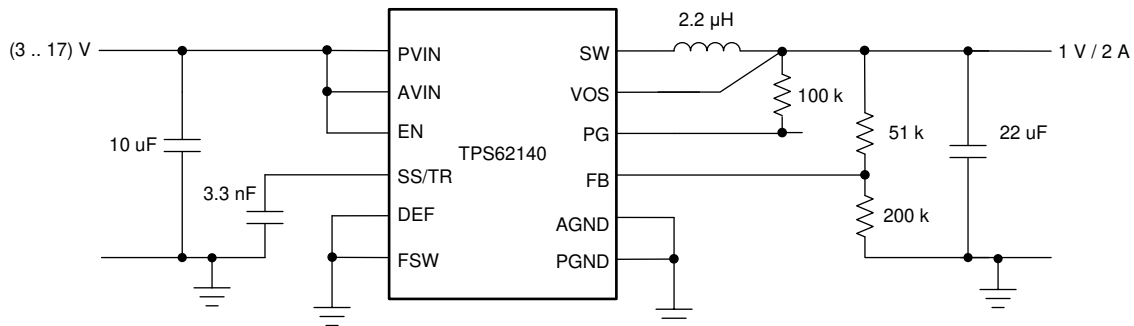 (3 .. 17) V
10 uF
3.3 nF
PVIN
AVIN
EN
SS/TR
DEF
FSW
TPS62140
SW
VOS
PG
FB
AGND
PGND
2.2 µH
100 k
51 k
200 k
22 uF
1 V / 2 A